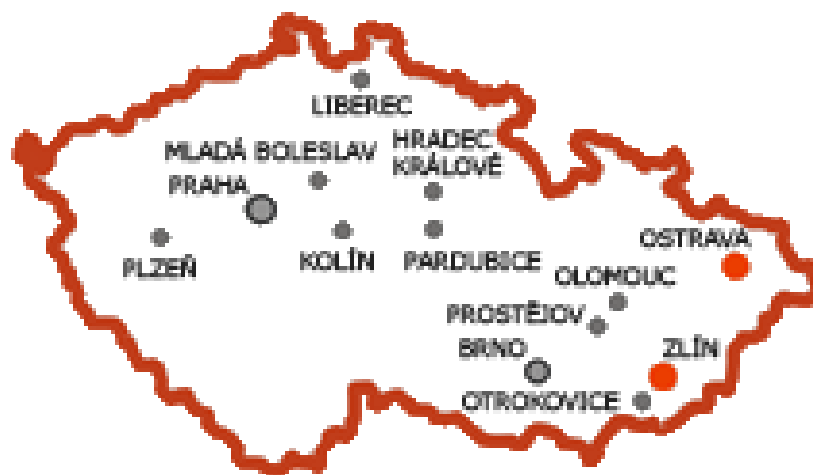 LIBEREC
HRADEC
KRÁLOVÉ
MLADÁ BOLESLAV
PRAHA
PLZEŇ
KOLÍN
PARDUBICE
OSTRAVA
OLOMOUC
PROSTĚJOV
BRNO
ZLÍN
OTROKOVICE